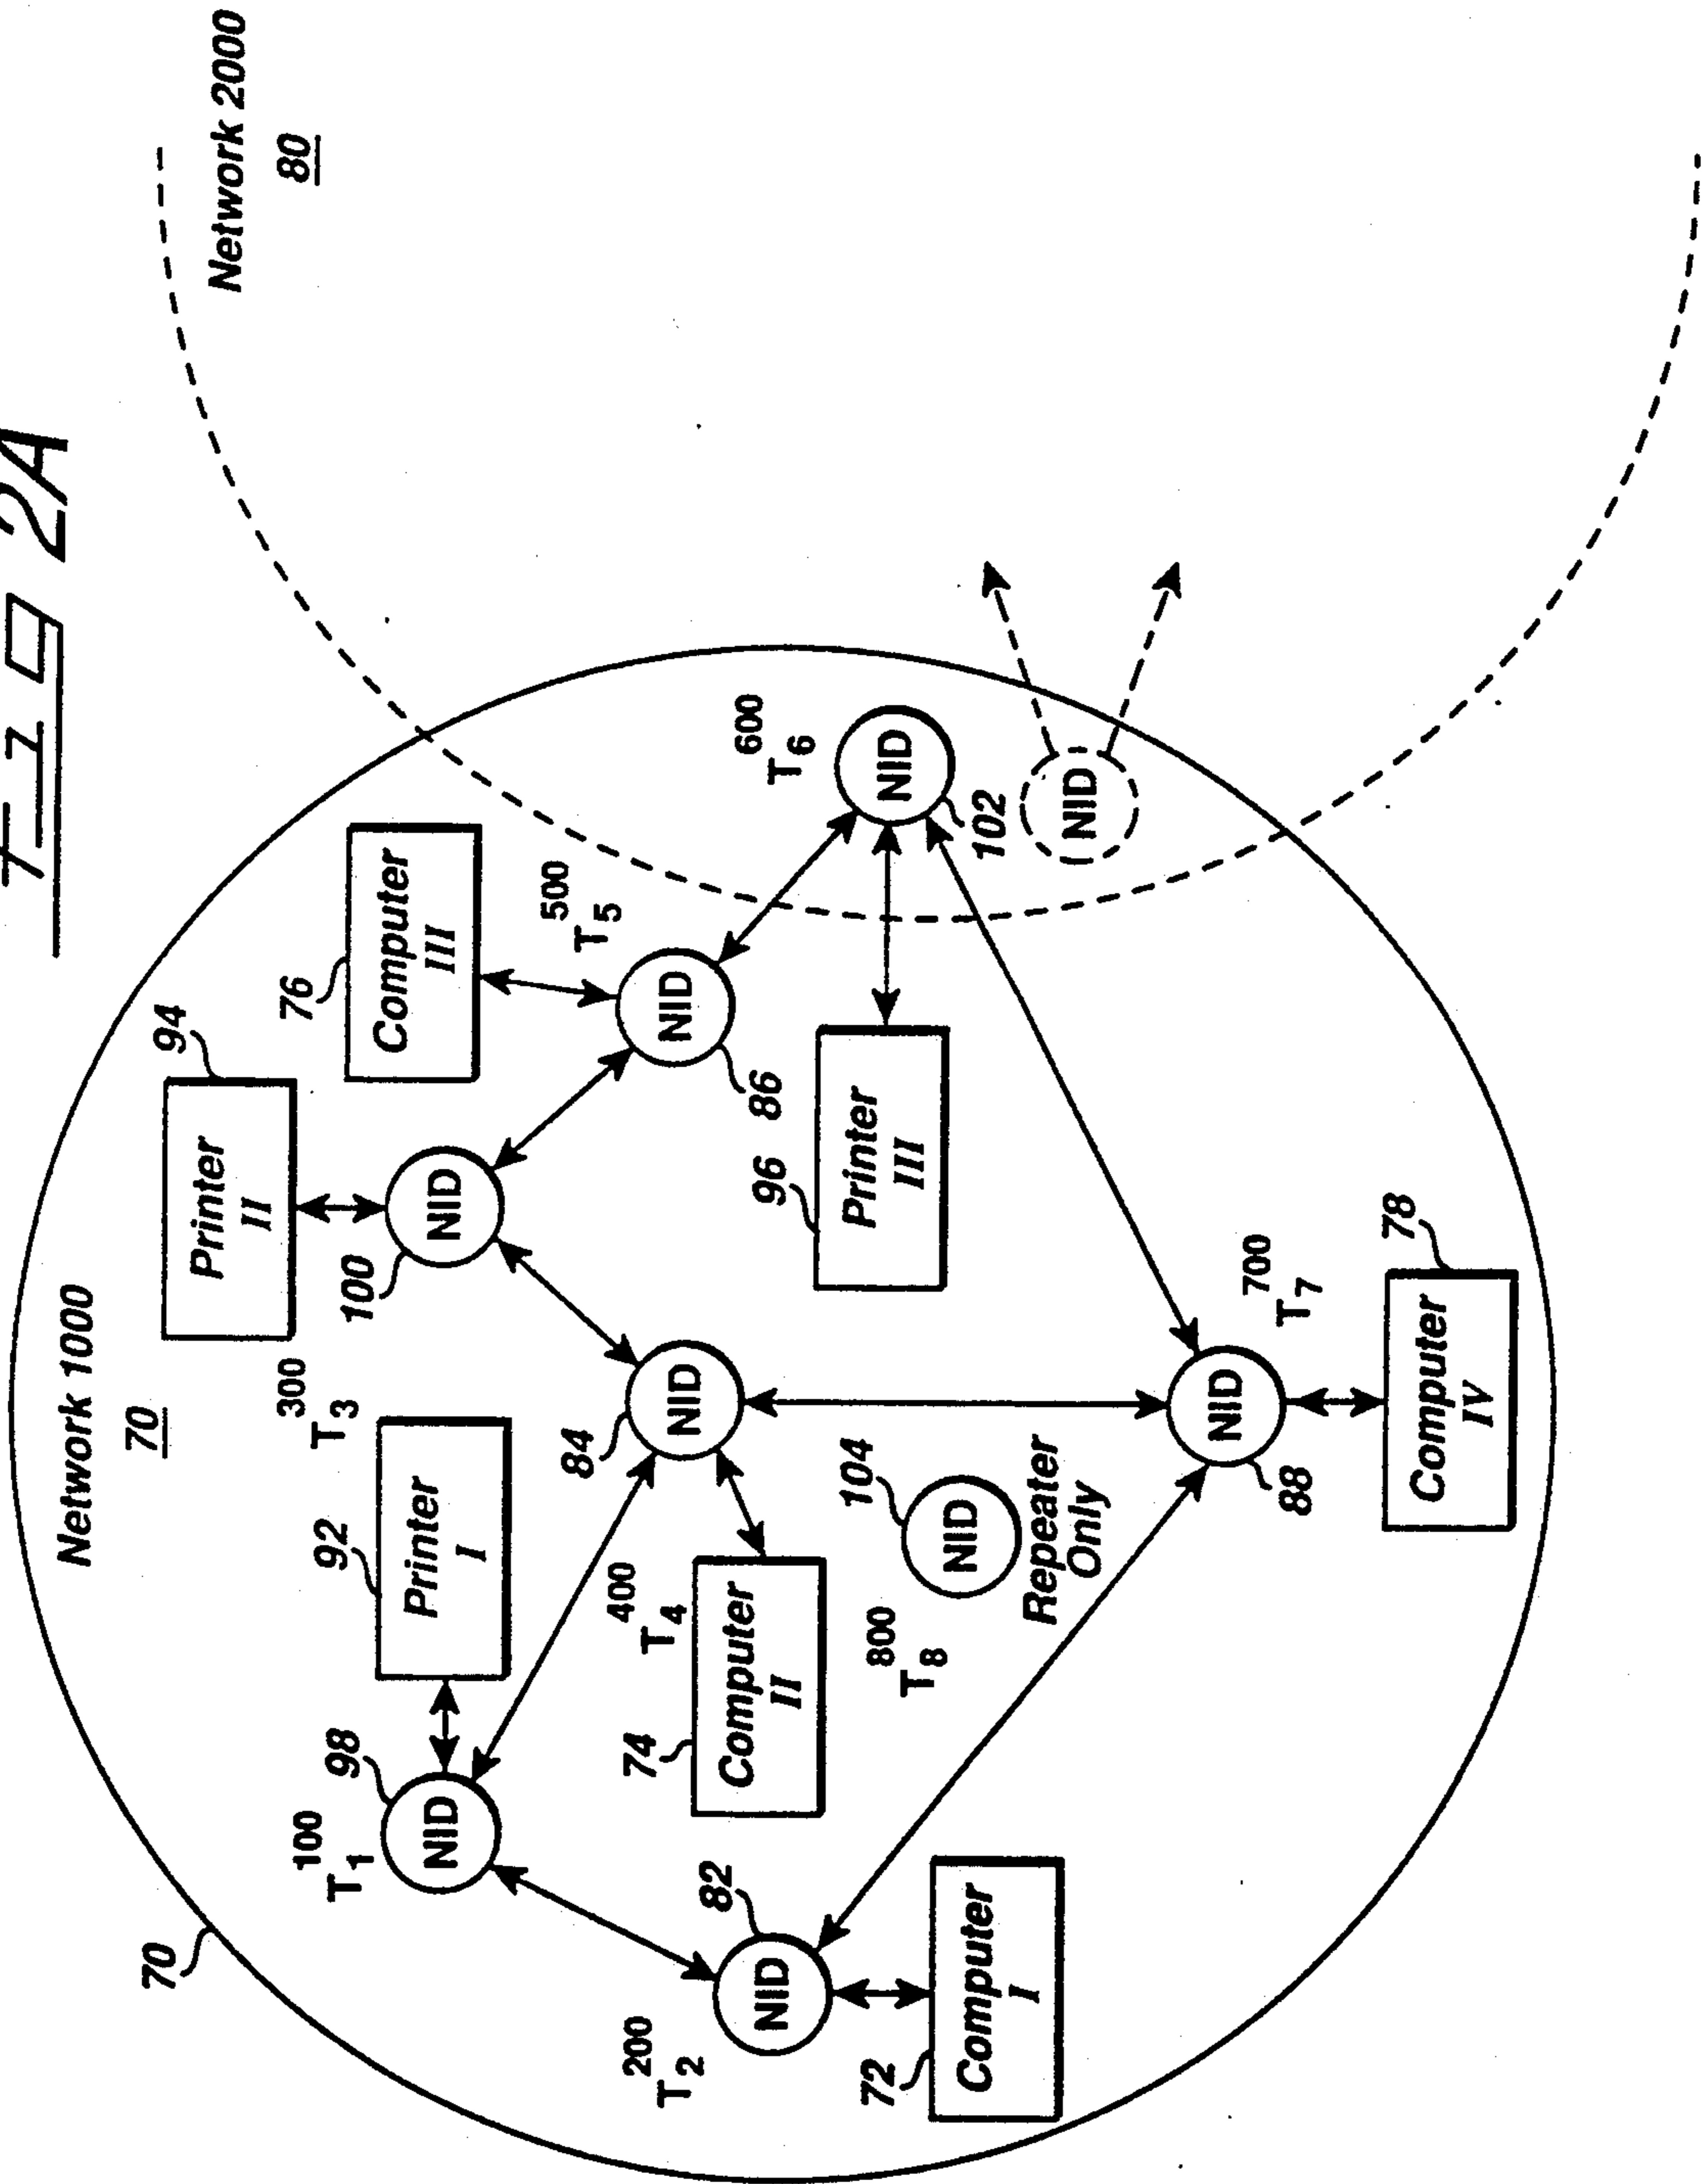 Fig 2A
Network 1000
70
Network 2000
80
70
94
Printer
II
76
Computer
III
92
Printer
I
300
T3
100
NID
500
T5
NID
86
600
T6
NID
102
(NID)
98
100
T1
NID
84
NID
400
T4
74
Computer
II
96
Printer
III
82
200
T2
NID
72
Computer
I
104
800
T8
NID
Repeater
Only
700
T7
NID
88
78
Computer
IV